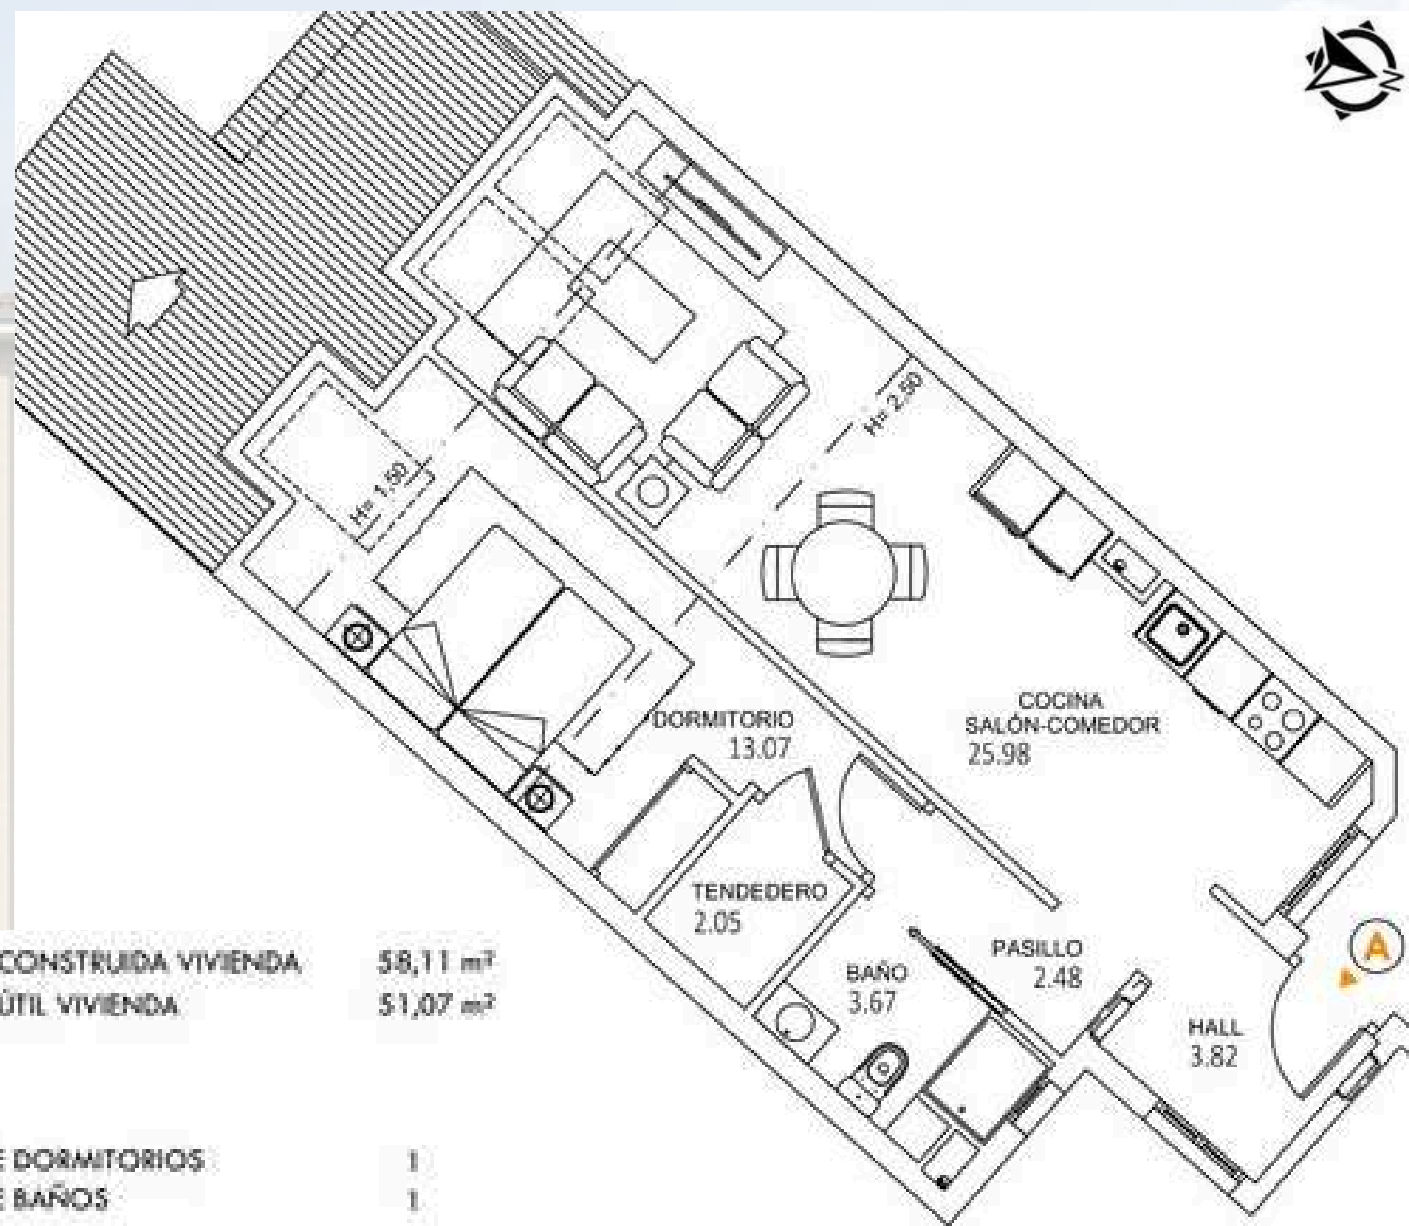 N
H= 2,50
H= 1,50
COCINA
SALÓN-COMEDOR
25.98
DORMITORIO
13.07
TENDEDERO
2.05
PASILLO
2.48
BAÑO
3.67
A
HALL
3.82
CONSTRUIDA VIVIENDA 58,11 m²
ÚTIL VIVIENDA 51,07 m²
E DORMITORIOS 1
E BAÑOS 1